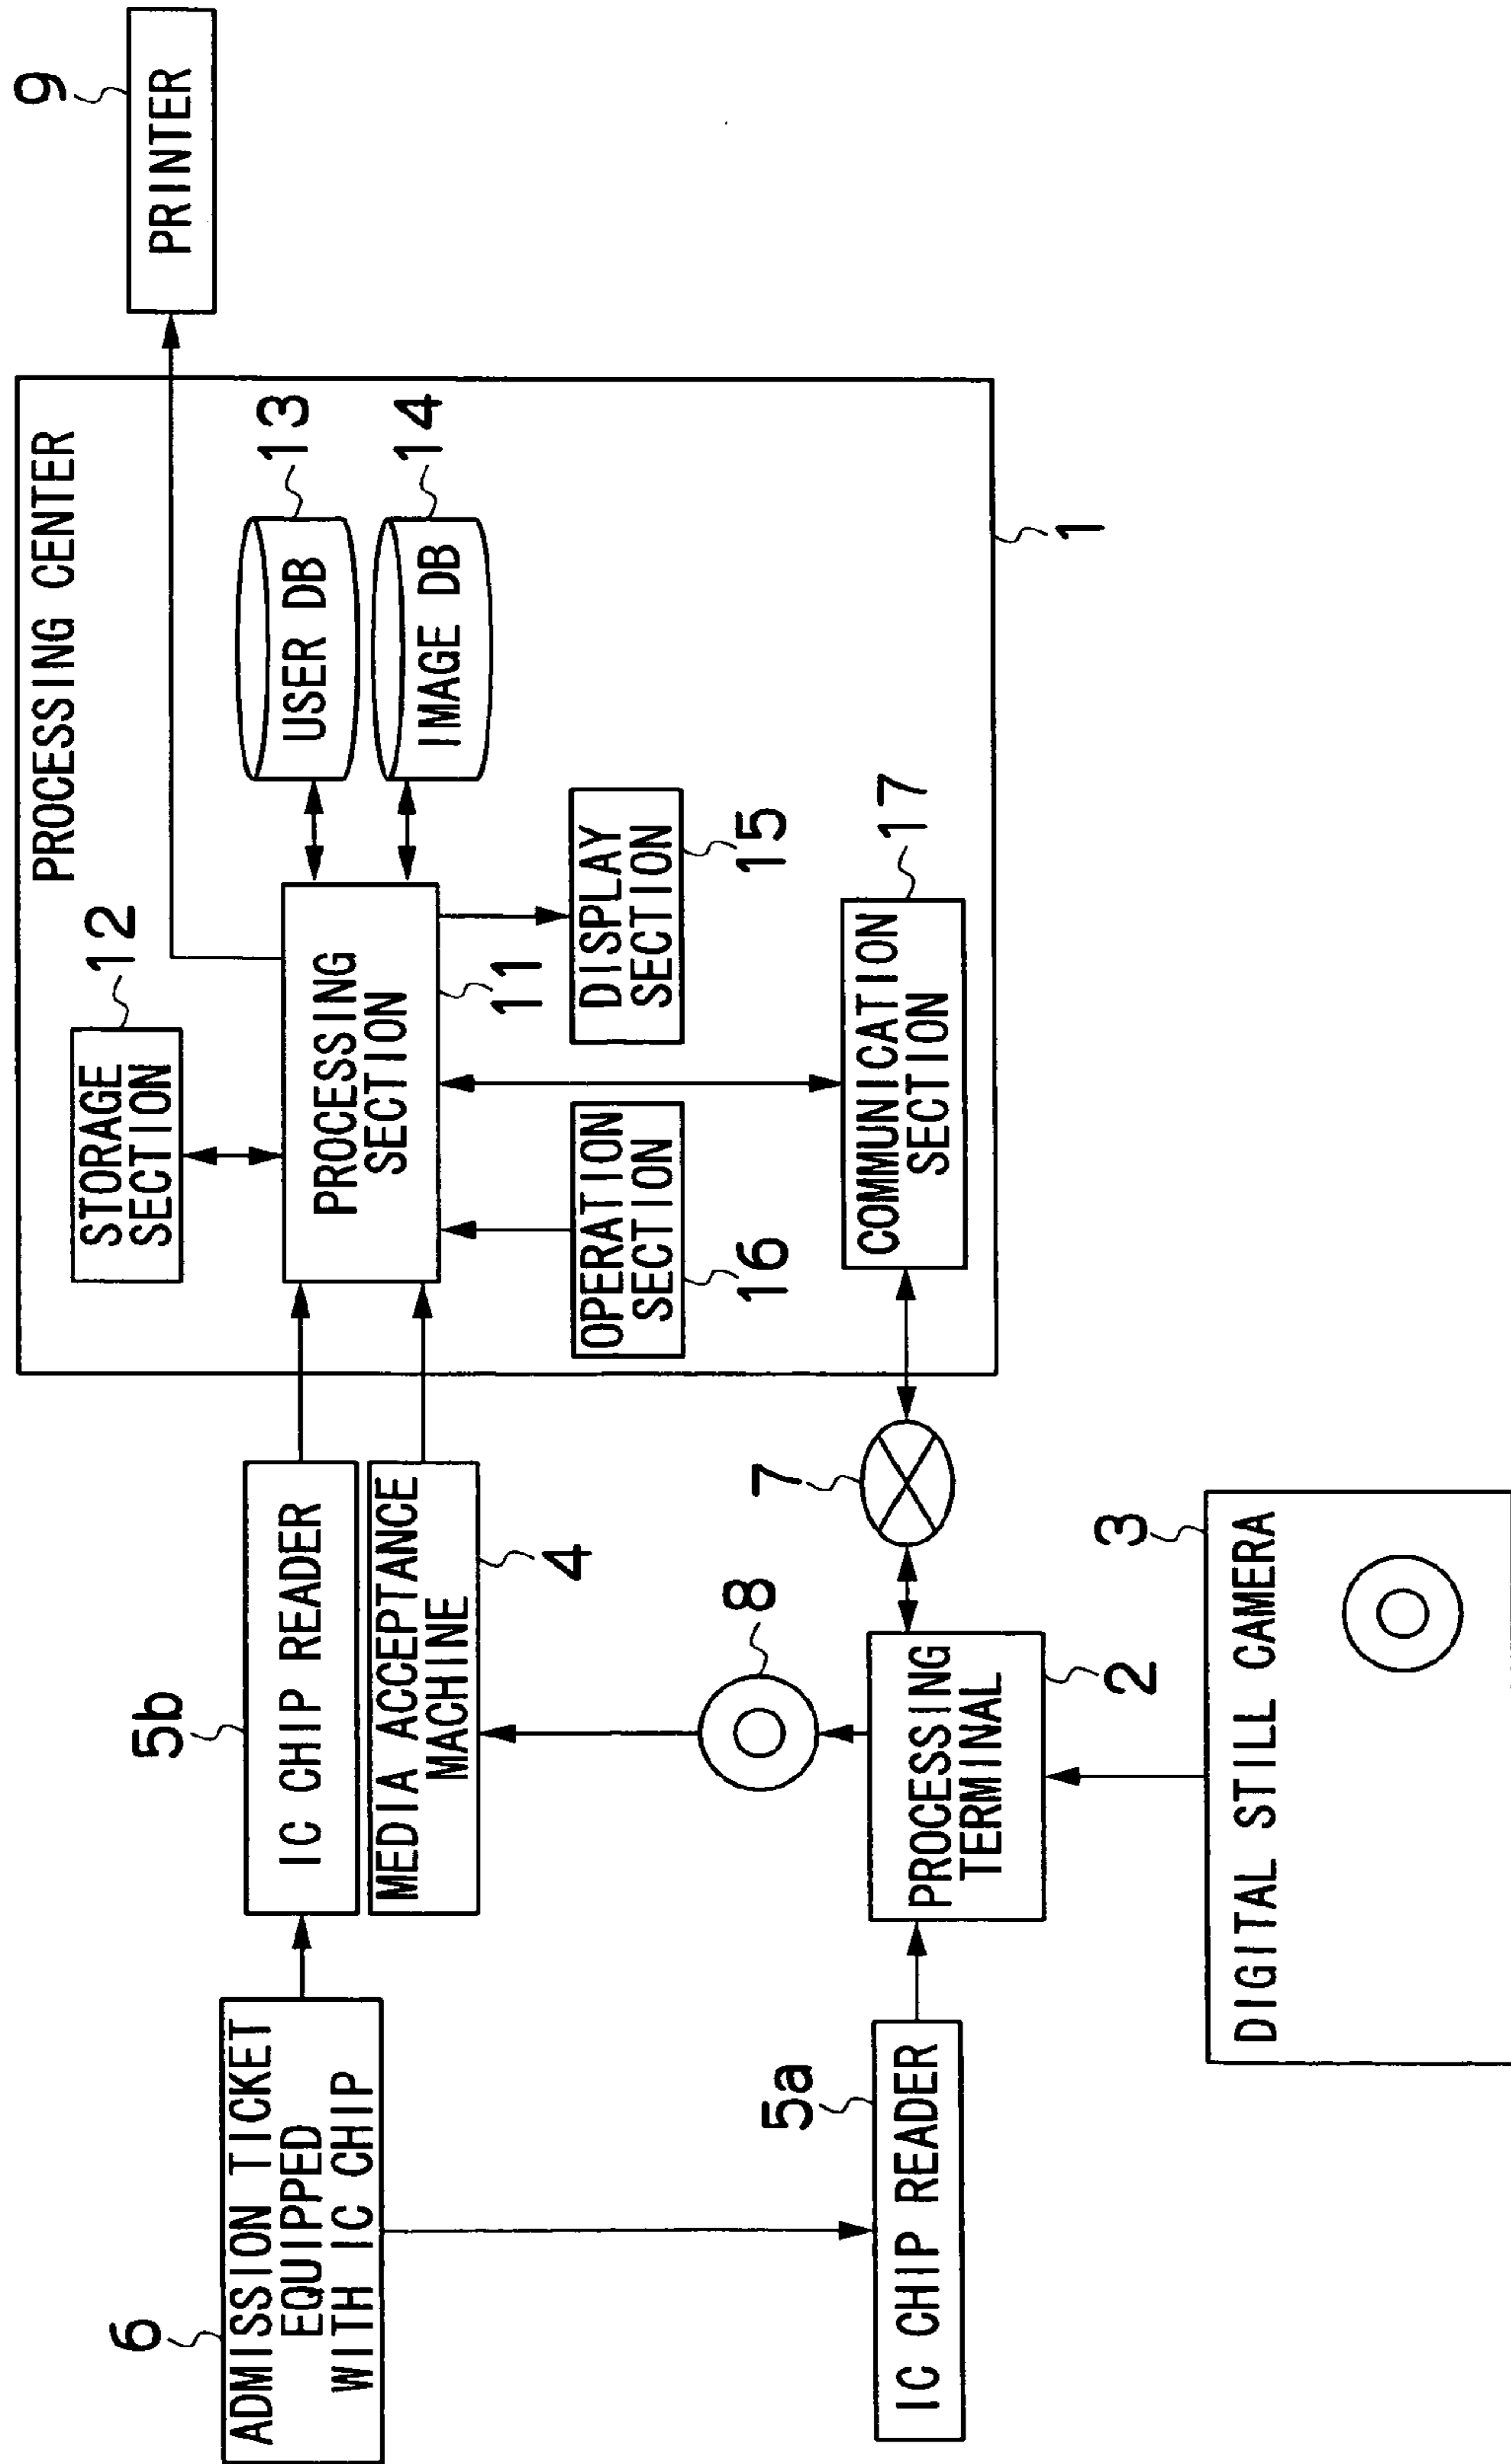 6
ADMISSION TICKET
EQUIPPED
WITH IC CHIP
5b
IC CHIP READER
MEDIA ACCEPTANCE
MACHINE
4
8
5a
IC CHIP READER
PROCESSING
TERMINAL
2
7
3
DIGITAL STILL CAMERA
PROCESSING CENTER
STORAGE
SECTION
12
PROCESSING
SECTION
11
USER DB
13
IMAGE DB
14
OPERATION
SECTION
16
DISPLAY
SECTION
15
COMMUNICATION
SECTION
17
1
9
PRINTER